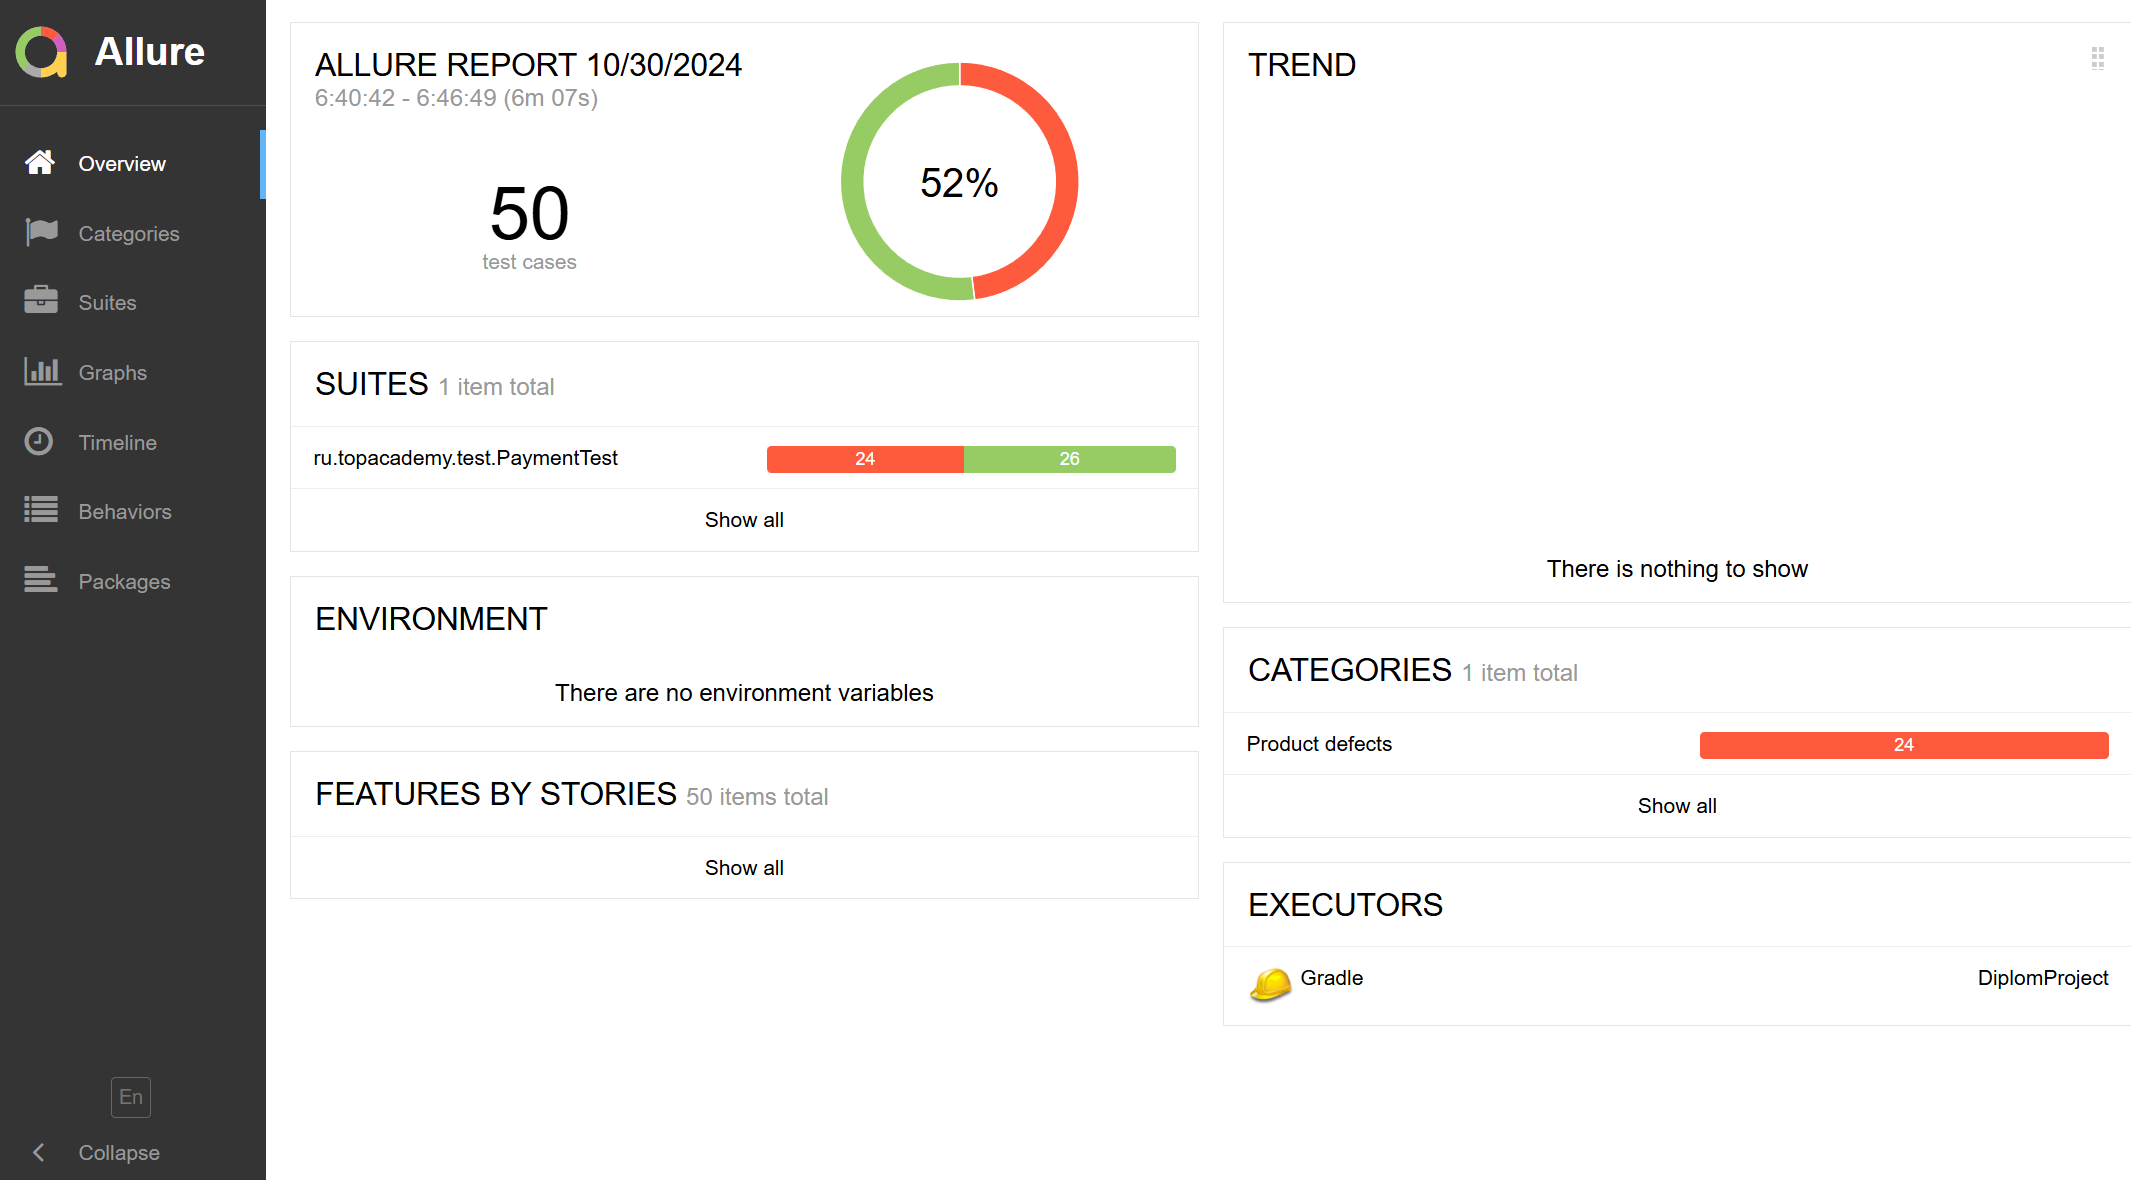 Allure
Overview
Categories
Suites
Graphs
Timeline
Behaviors
Packages
En
Collapse
ALLURE REPORT 10/30/2024
6:40:42 - 6:46:49 (6m 07s)
50
test cases
52%
SUITES 1 item total
ru.topacademy.test.PaymentTest 24 26
Show all
ENVIRONMENT
There are no environment variables
FEATURES BY STORIES 50 items total
Show all
TREND
There is nothing to show
CATEGORIES 1 item total
Product defects 24
Show all
EXECUTORS
Gradle DiplomProject